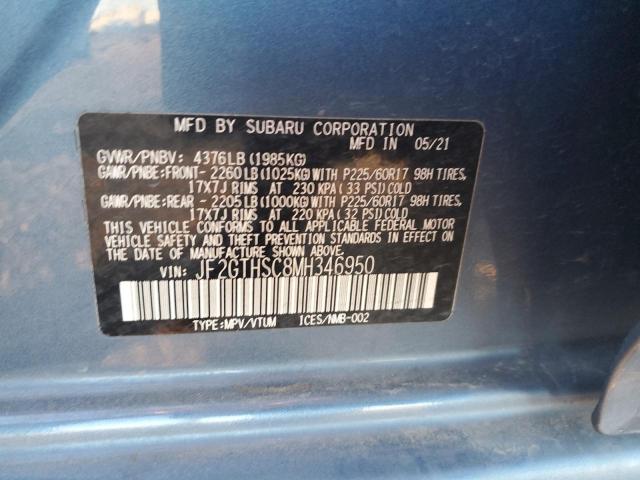 MFD BY SUBARU CORPORATION
MFD IN 05/21
GVWR/PNBV: 4376LB (1985KG)
GAWR/PNBE:FRONT- 2260LB (1025KG) WITH P225/60R17 98H TIRES,
17X7J RIMS AT 230 KPA (33 PSI) COLD
GAWR/PNBE:REAR - 2205LB (1000KG) WITH P225/60R17 98H TIRES,
17X7J RIMS AT 220 KPA (32 PSI) COLD
THIS VEHICLE CONFORMS TO ALL APPLICABLE FEDERAL MOTOR
VEHICLE SAFETY AND THEFT PREVENTION STANDARDS IN EFFECT ON
THE DATE OF MANUFACTURE SHOWN ABOVE.
VIN: JF2GTHSC8MH346950
TYPE:MPV/VTUM ICES/NMB-002